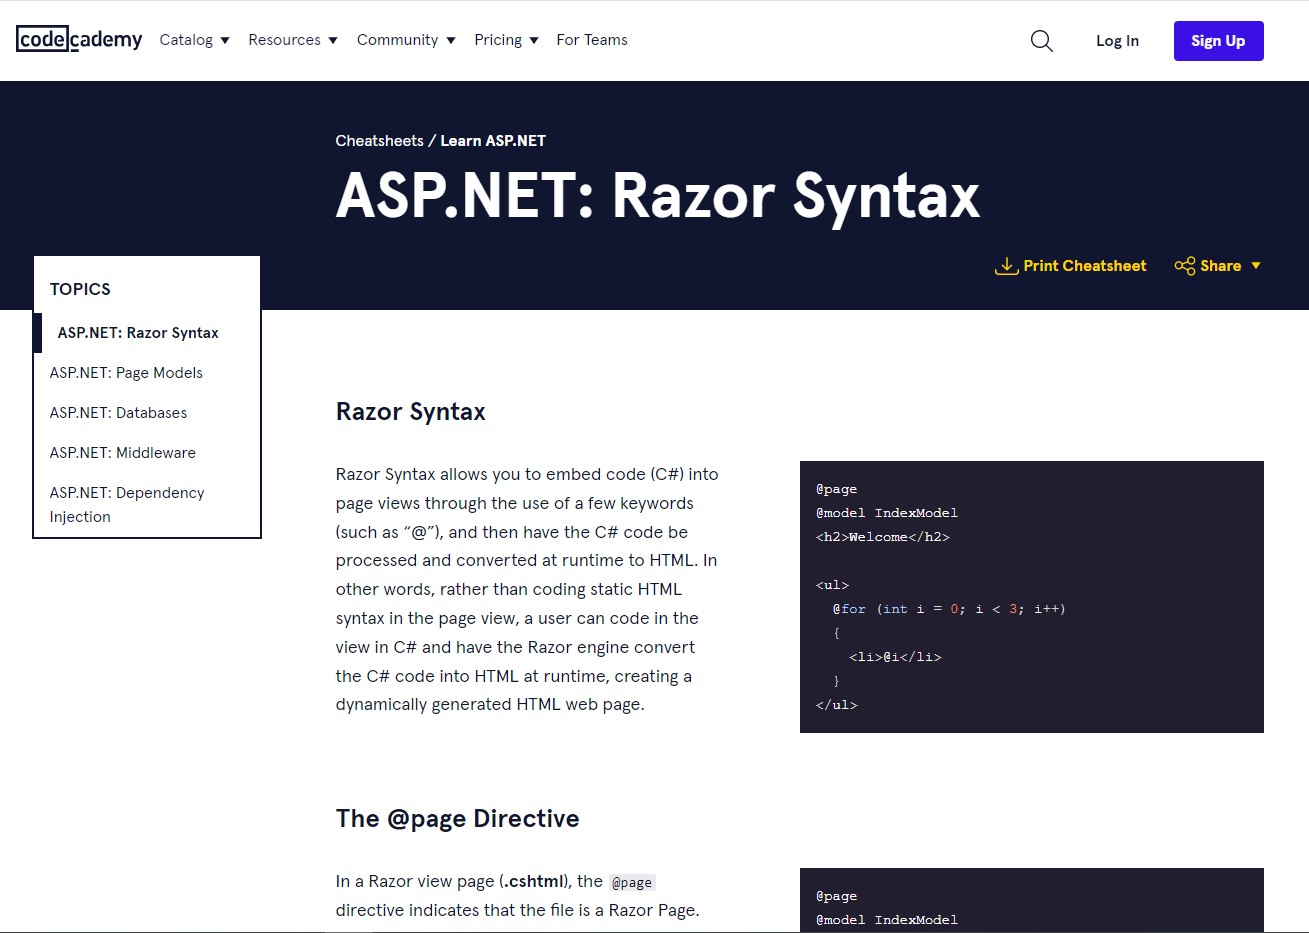 codecademy
Catalog
Resources
Community
Pricing
For Teams
Log In
Sign Up
Cheatsheets / Learn ASP.NET
ASP.NET: Razor Syntax
Print Cheatsheet
Share
TOPICS
ASP.NET: Razor Syntax
ASP.NET: Page Models
ASP.NET: Databases
ASP.NET: Middleware
ASP.NET: Dependency
Injection
Razor Syntax
Razor Syntax allows you to embed code (C#) into
page views through the use of a few keywords
(such as “@”), and then have the C# code be
processed and converted at runtime to HTML. In
other words, rather than coding static HTML
syntax in the page view, a user can code in the
view in C# and have the Razor engine convert
the C# code into HTML at runtime, creating a
dynamically generated HTML web page.
@page
@model IndexModel
<h2>Welcome</h2>
<ul>
  @for (int i = 0; i < 3; i++)
  {
    <li>@i</li>
  }
</ul>
The @page Directive
In a Razor view page (.cshtml), the @page
directive indicates that the file is a Razor Page.
@page
@model IndexModel